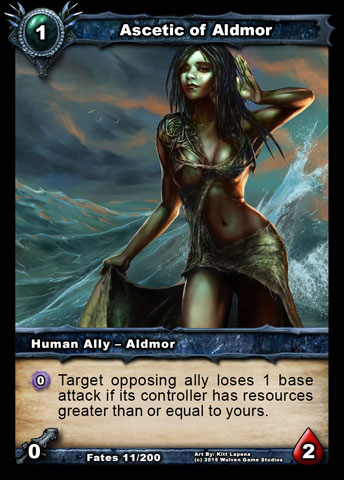 1
Ascetic of Aldmor
Human Ally – Aldmor
0 Target opposing ally loses 1 base
attack if its controller has resources
greater than or equal to yours.
0
Fates 11/200
Art By: Kitt Lapena
(c) 2015 Wulven Game Studios
2